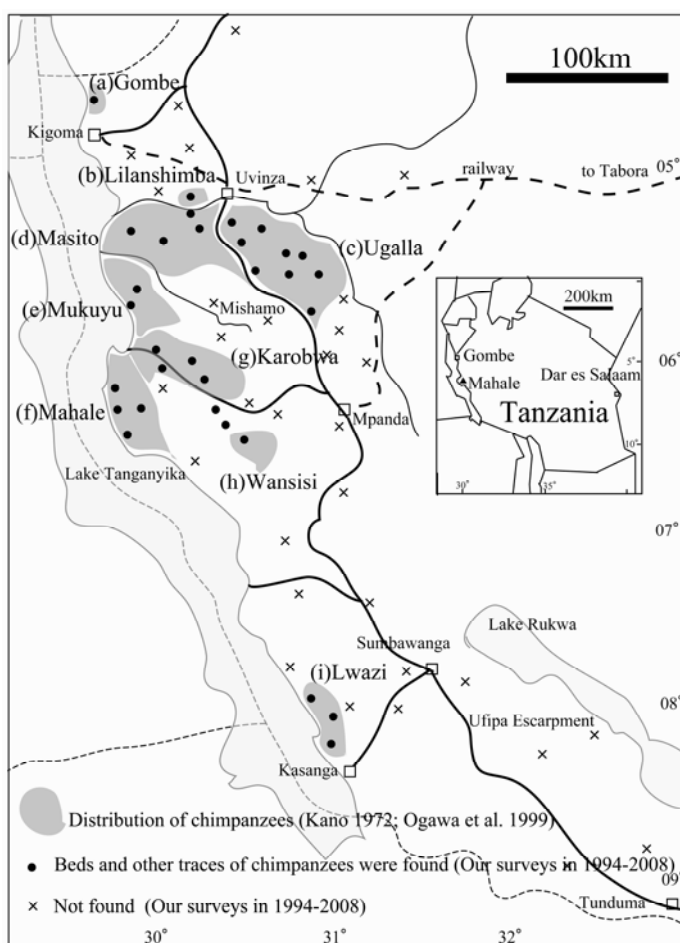 100km
(a)Gombe
Kigoma
(b)Lilanshimba
Uvinza
railway
to Tabora
05°
(d)Masito
(c)Ugalla
(e)Mukuyu
Mishamo
200km
Gombe
5°
Mahale
Dar es Salaam
Tanzania
10°
30°
35°
06°
(g)Karobwa
(f)Mahale
Mpanda
Lake Tanganyika
(h)Wansisi
07°
Lake Rukwa
Sumbawanga
(i)Lwazi
08°
Ufipa Escarpment
Kasanga
Distribution of chimpanzees (Kano 1972; Ogawa et al. 1999)
Beds and other traces of chimpanzees were found (Our surveys in 1994-2008)
09°
Not found (Our surveys in 1994-2008)
Tunduma
30°
31°
32°